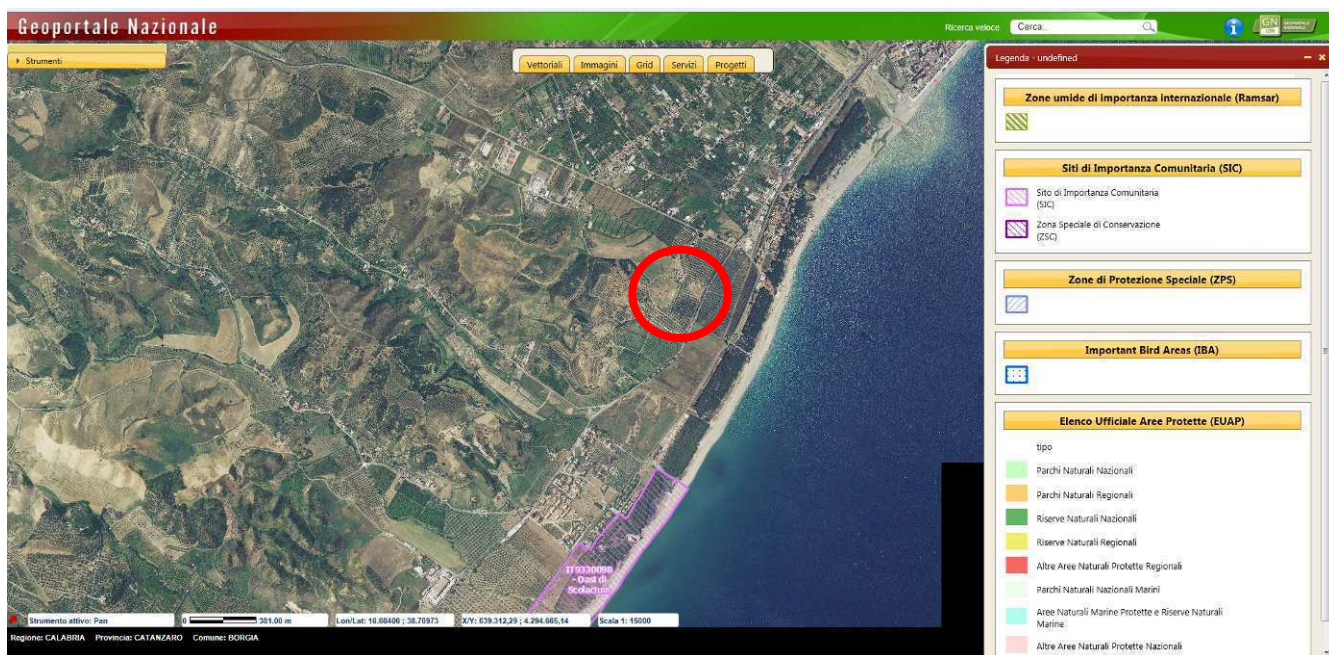 Geoportale Nazionale
Ricerca veloce
Cerca...
GN
GEOPORTALE
NAZIONALE
Strumenti
Vettoriali
Immagini
Grid
Servizi
Progetti
Legenda - undefined
Zone umide di importanza internazionale (Ramsar)
Siti di Importanza Comunitaria (SIC)
Sito di Importanza Comunitaria
(SIC)
Zona Speciale di Conservazione
(ZSC)
Zone di Protezione Speciale (ZPS)
Important Bird Areas (IBA)
Elenco Ufficiale Aree Protette (EUAP)
tipo
Parchi Naturali Nazionali
Parchi Naturali Regionali
Riserve Naturali Nazionali
Riserve Naturali Regionali
Altre Aree Naturali Protette Regionali
Parchi Naturali Nazionali Marini
Aree Naturali Marine Protette e Riserve Naturali
Marine
Altre Aree Naturali Protette Nazionali
IT9330098
- Oasi di
Scolacium
Strumento attivo: Pan
0
381.00 m
Lon/Lat: 16.60406 ; 38.78973
X/Y: 639.312,29 ; 4.294.665,14
Scala 1: 15000
Regione: CALABRIA Provincia: CATANZARO Comune: BORGIA